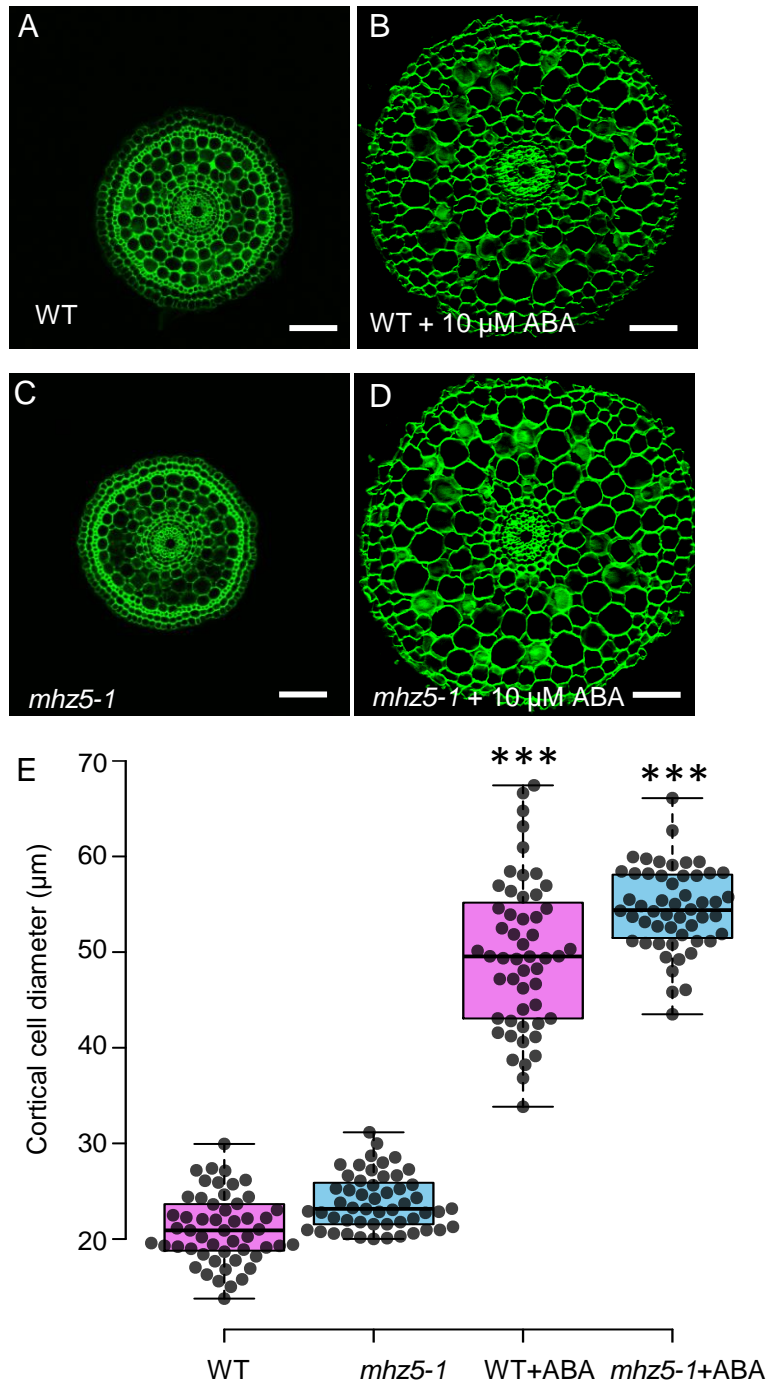 A
WT
B
WT + 10 µM ABA
C
mhz5-1
D
mhz5-1 + 10 µM ABA
E
Cortical cell diameter (µm)
70
60
50
40
30
20
***
***
WT
mhz5-1
WT+ABA
mhz5-1+ABA